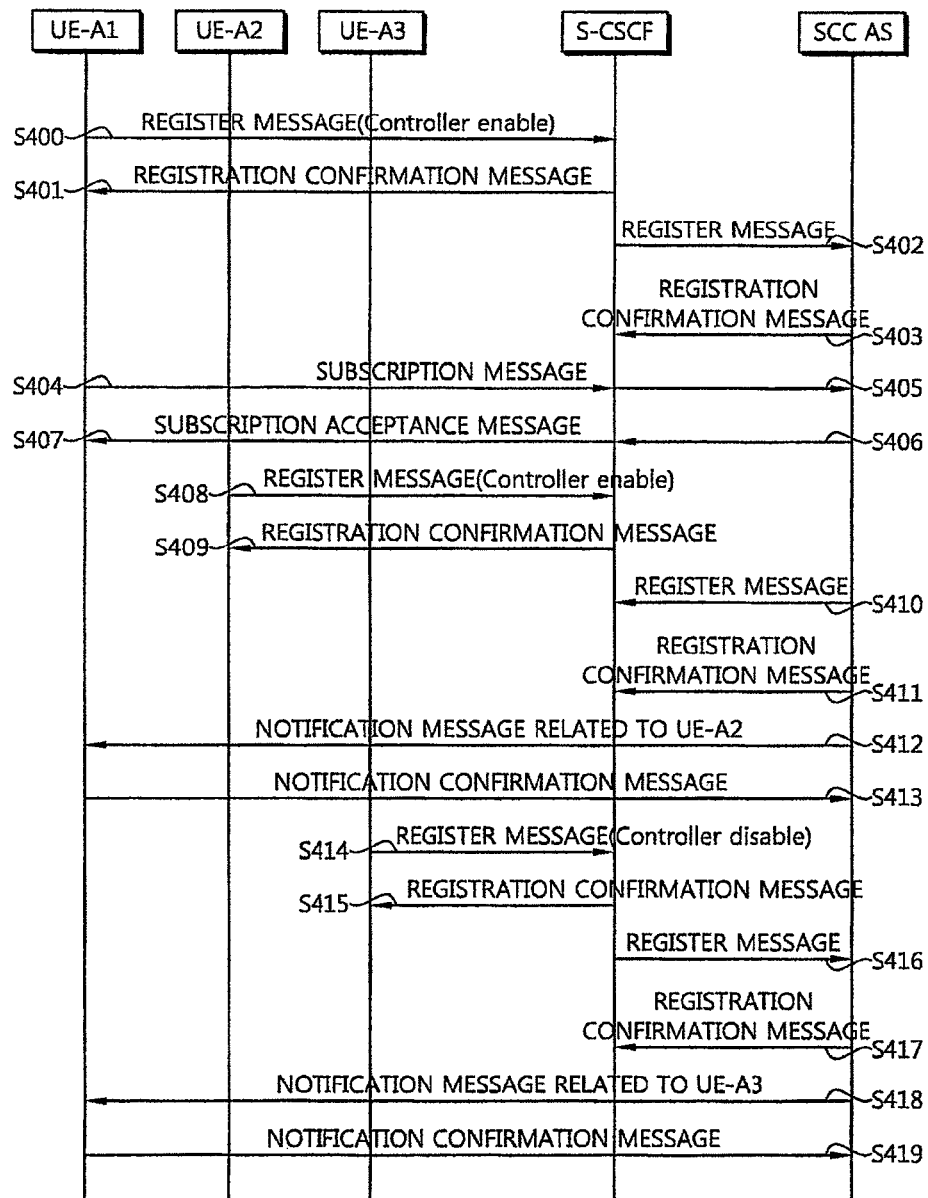 UE-A1 UE-A2 UE-A3 S-CSCF SCC AS
S400 REGISTER MESSAGE(Controller enable)
S401 REGISTRATION CONFIRMATION MESSAGE
REGISTER MESSAGE S402
REGISTRATION
CONFIRMATION MESSAGE S403
S404 SUBSCRIPTION MESSAGE S405
S407 SUBSCRIPTION ACCEPTANCE MESSAGE S406
S408 REGISTER MESSAGE(Controller enable)
S409 REGISTRATION CONFIRMATION MESSAGE
REGISTER MESSAGE S410
REGISTRATION
CONFIRMATION MESSAGE S411
NOTIFICATION MESSAGE RELATED TO UE-A2 S412
NOTIFICATION CONFIRMATION MESSAGE S413
S414 REGISTER MESSAGE(Controller disable)
S415 REGISTRATION CONFIRMATION MESSAGE
REGISTER MESSAGE S416
REGISTRATION
CONFIRMATION MESSAGE S417
NOTIFICATION MESSAGE RELATED TO UE-A3 S418
NOTIFICATION CONFIRMATION MESSAGE S419